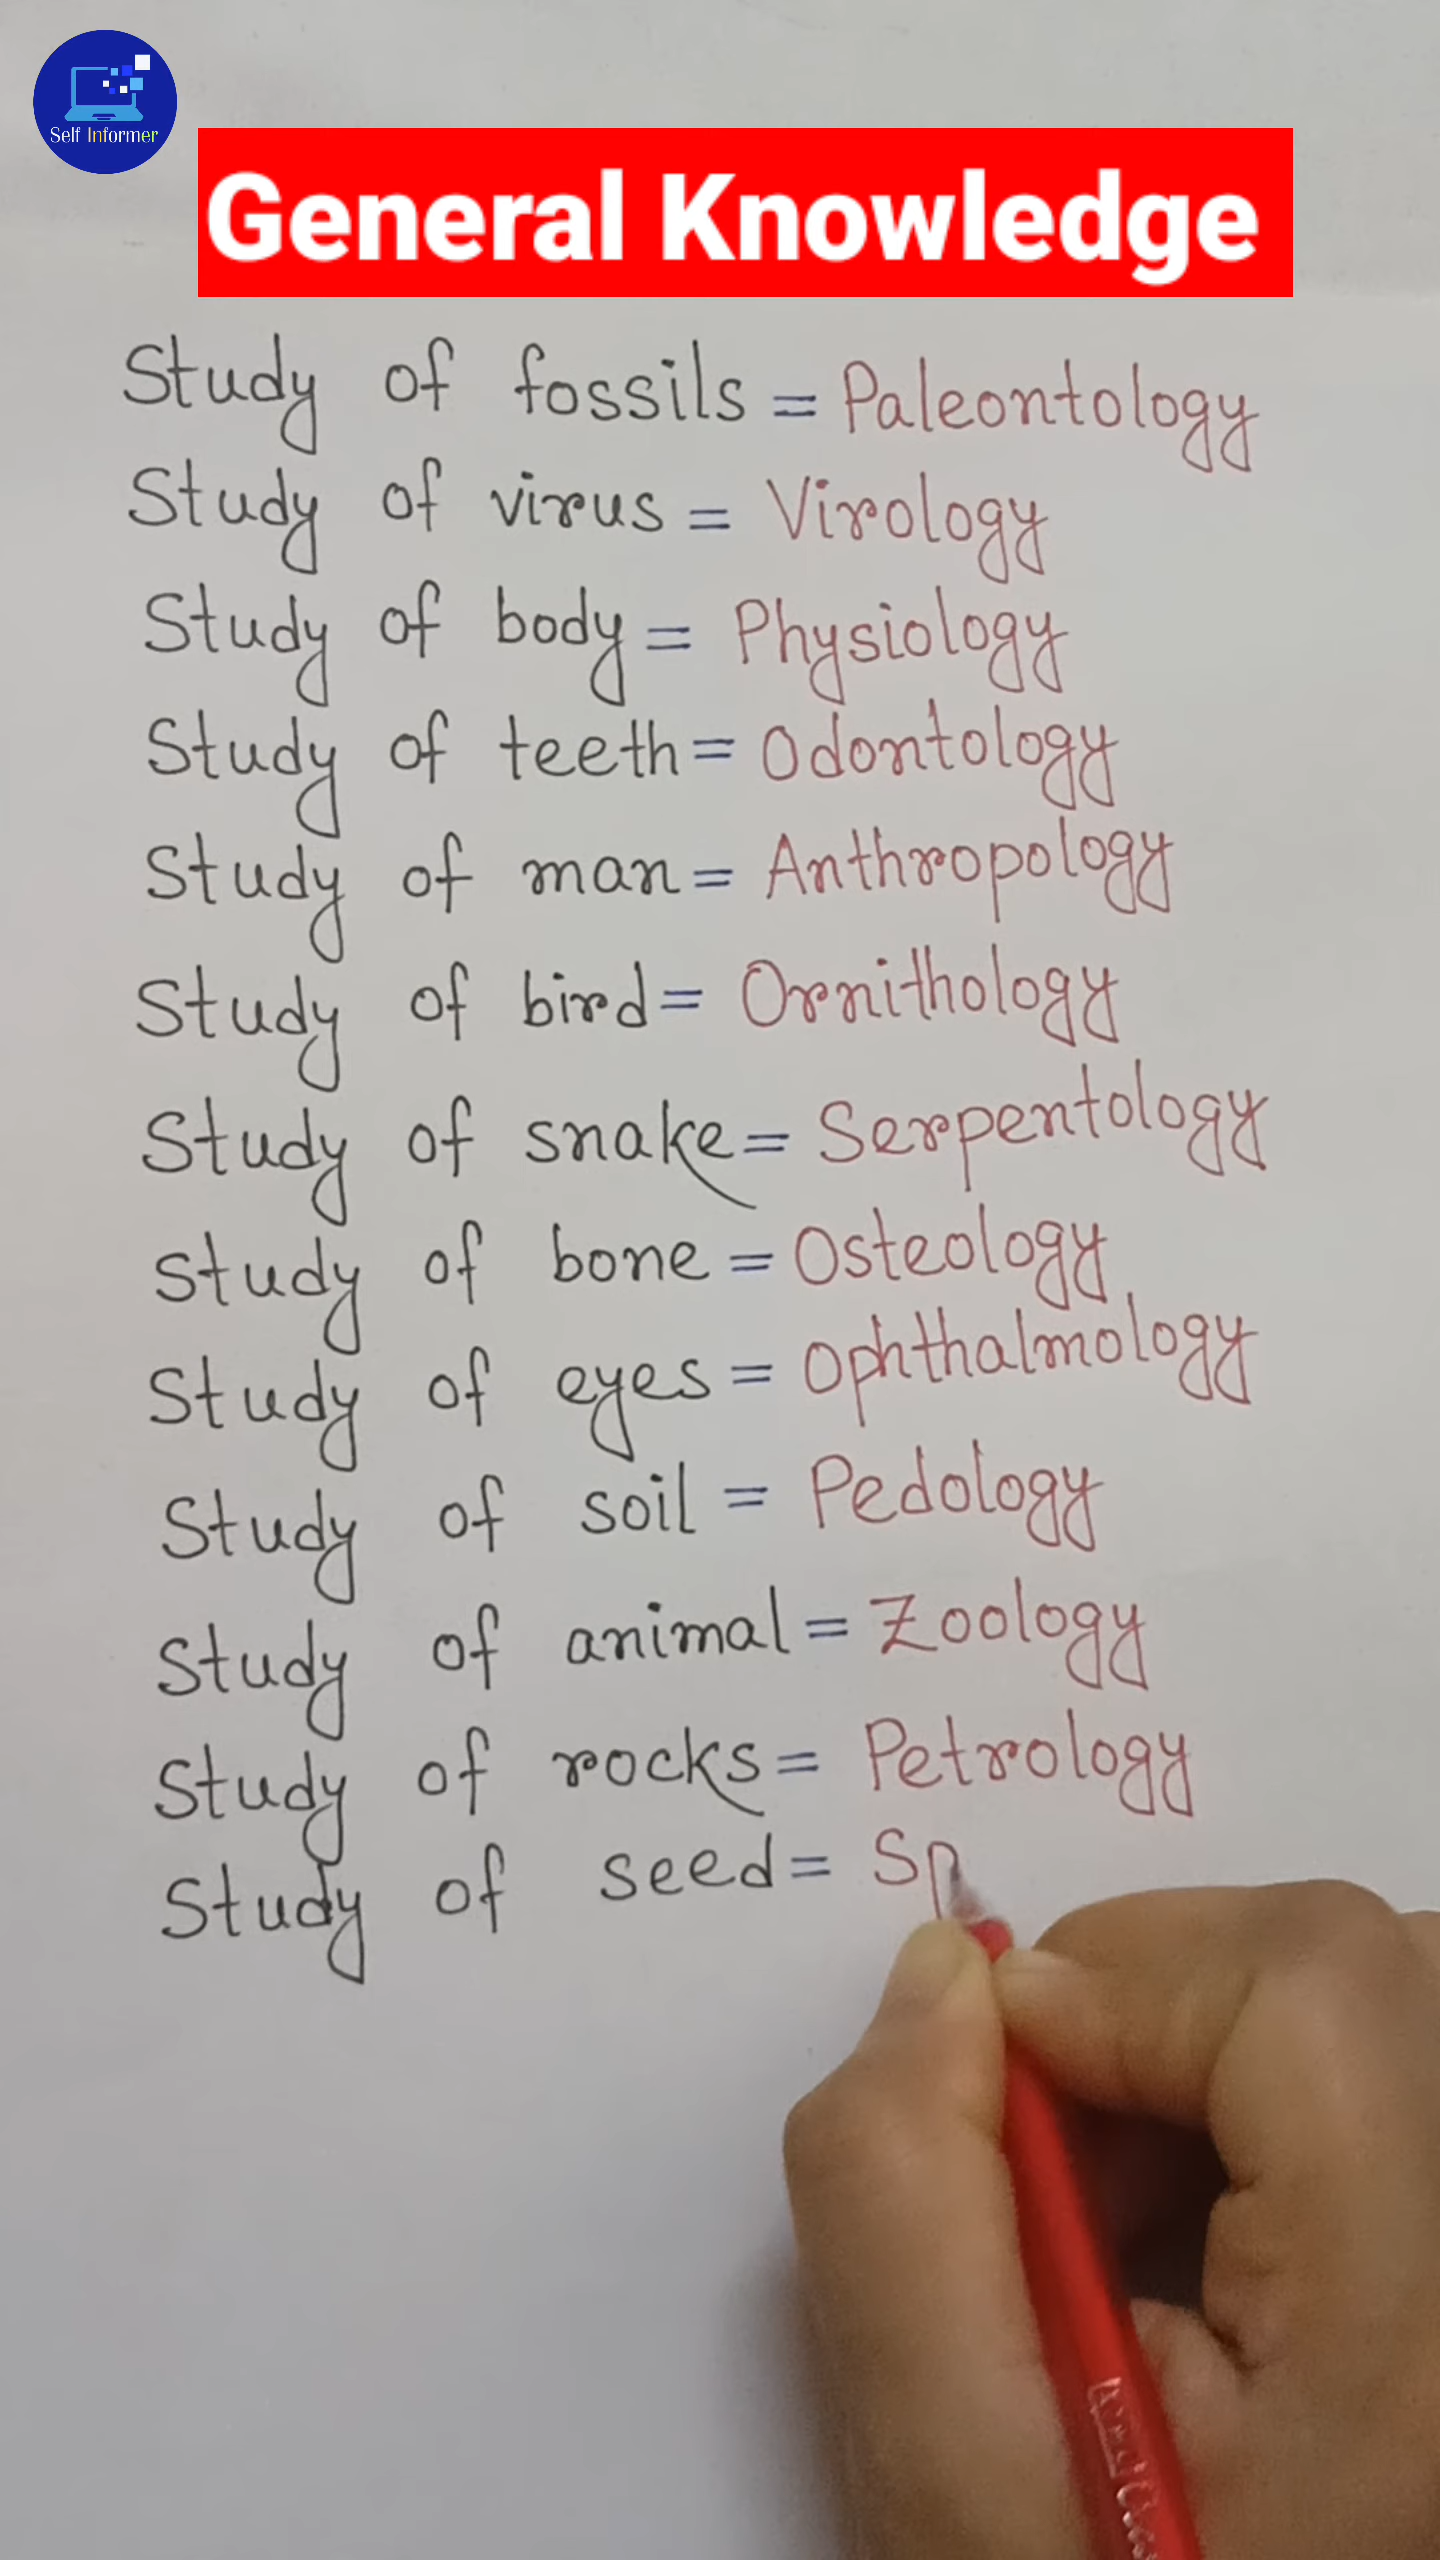 Self Informer
General Knowledge
Study of fossils = Paleontology
Study of virus = Virology
Study of body = Physiology
Study of teeth = Odontology
Study of man = Anthropology
Study of bird = Ornithology
Study of snake = Serpentology
Study of bone = Osteology
Study of eyes = Ophthalmology
Study of soil = Pedology
Study of animal = Zoology
Study of rocks = Petrology
Study of seed = Sp